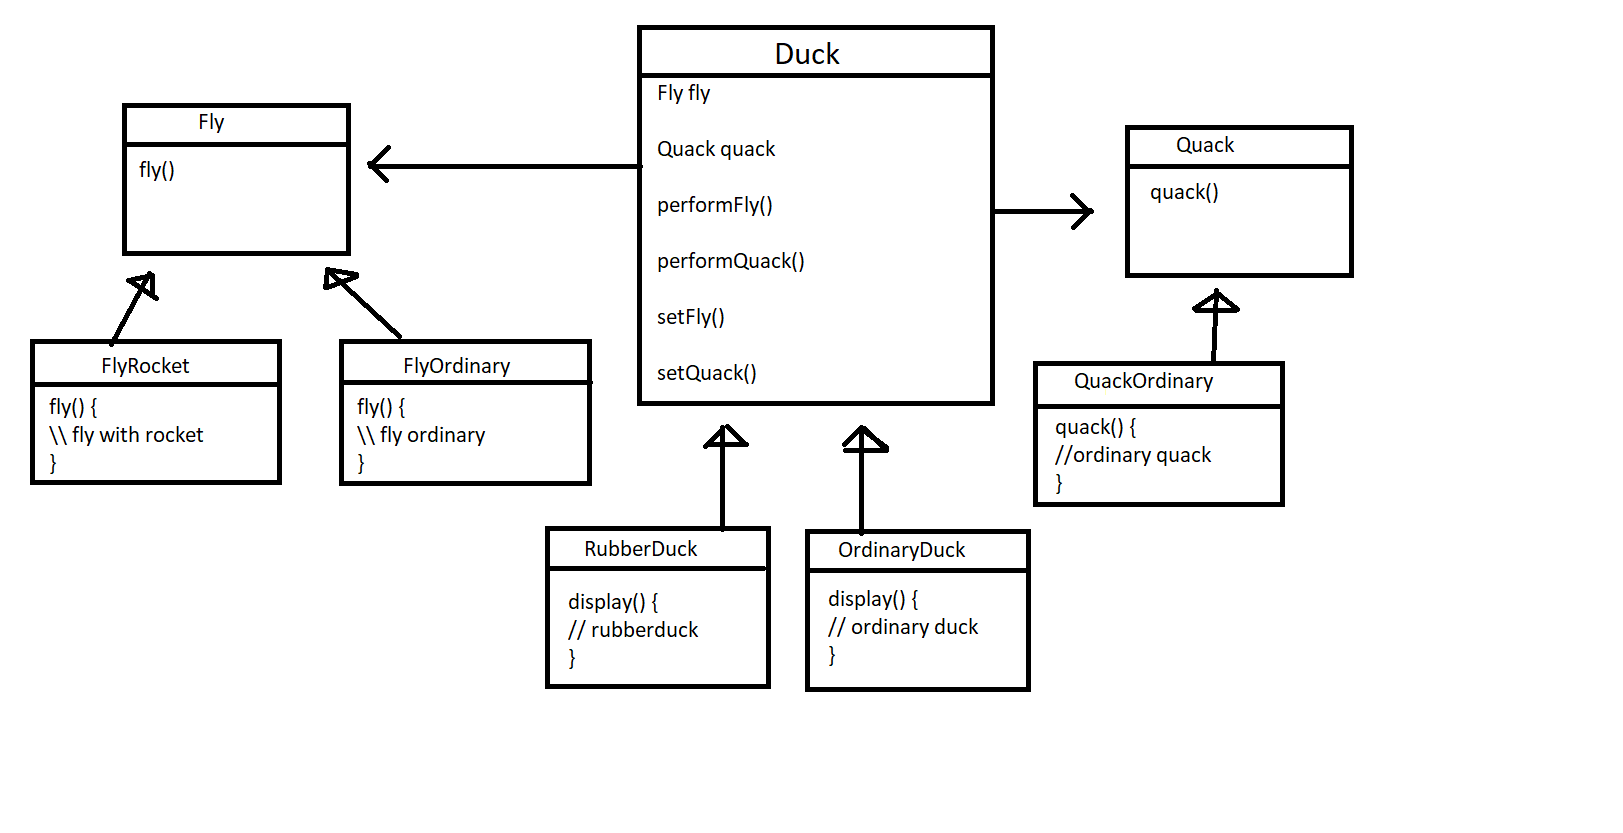 Duck
Fly fly
Quack quack
performFly()
performQuack()
setFly()
setQuack()
Fly
fly()
Quack
quack()
FlyRocket
fly() {
\\ fly with rocket
}
FlyOrdinary
fly() {
\\ fly ordinary
}
QuackOrdinary
quack() {
//ordinary quack
}
RubberDuck
display() {
// rubberduck
}
OrdinaryDuck
display() {
// ordinary duck
}